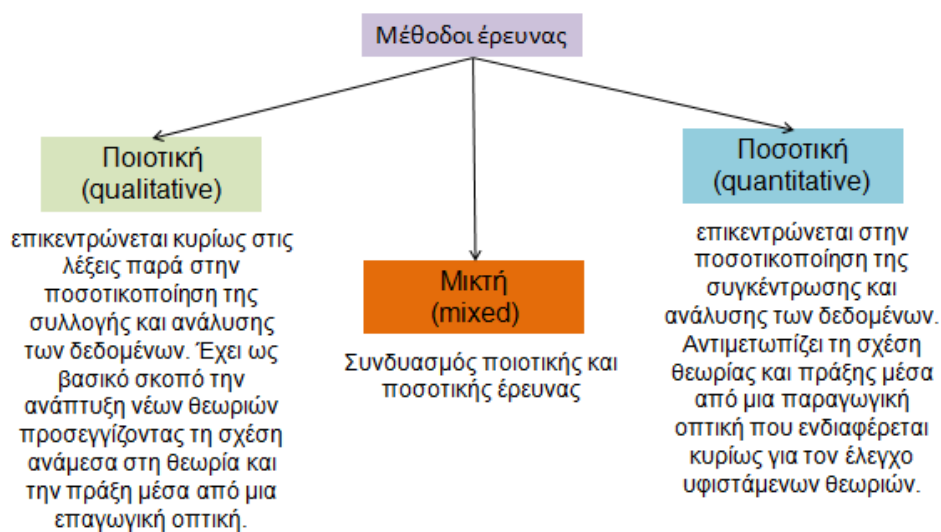 Μέθοδοι έρευνας
Ποιοτική
(qualitative)
επικεντρώνεται κυρίως στις
λέξεις παρά στην
ποσοτικοποίηση της
συλλογής και ανάλυσης
των δεδομένων. Έχει ως
βασικό σκοπό την
ανάπτυξη νέων θεωριών
προσεγγίζοντας τη σχέση
ανάμεσα στη θεωρία και
την πράξη μέσα από μια
επαγωγική οπτική.
Μικτή
(mixed)
Συνδυασμός ποιοτικής και
ποσοτικής έρευνας
Ποσοτική
(quantitative)
επικεντρώνεται στην
ποσοτικοποίηση της
συγκέντρωσης και
ανάλυσης των δεδομένων.
Αντιμετωπίζει τη σχέση
θεωρίας και πράξης μέσα
από μια παραγωγική
οπτική που ενδιαφέρεται
κυρίως για τον έλεγχο
υφιστάμενων θεωριών.